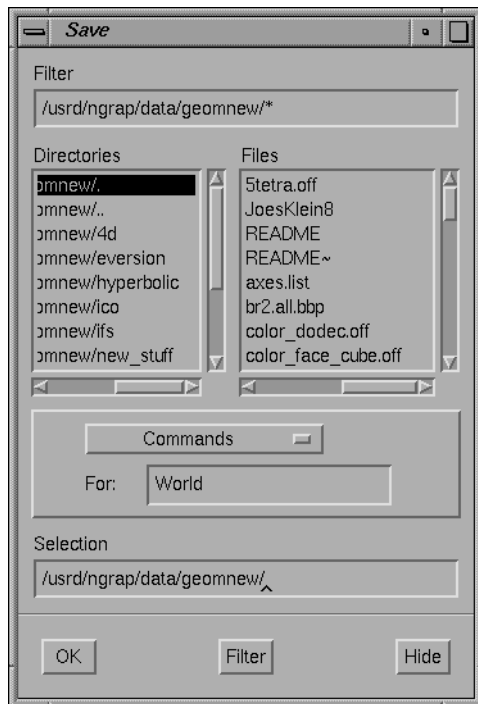 Save
Filter
/usrd/ngrap/data/geomnew/*
Directories
omnew/.
omnew/..
omnew/4d
omnew/eversion
omnew/hyperbolic
omnew/ico
omnew/ifs
omnew/new_stuff
Files
5tetra.off
JoesKlein8
README
README~
axes.list
br2.all.bbp
color_dodec.off
color_face_cube.off
Commands
For: World
Selection
/usrd/ngrap/data/geomnew/
OK Filter Hide